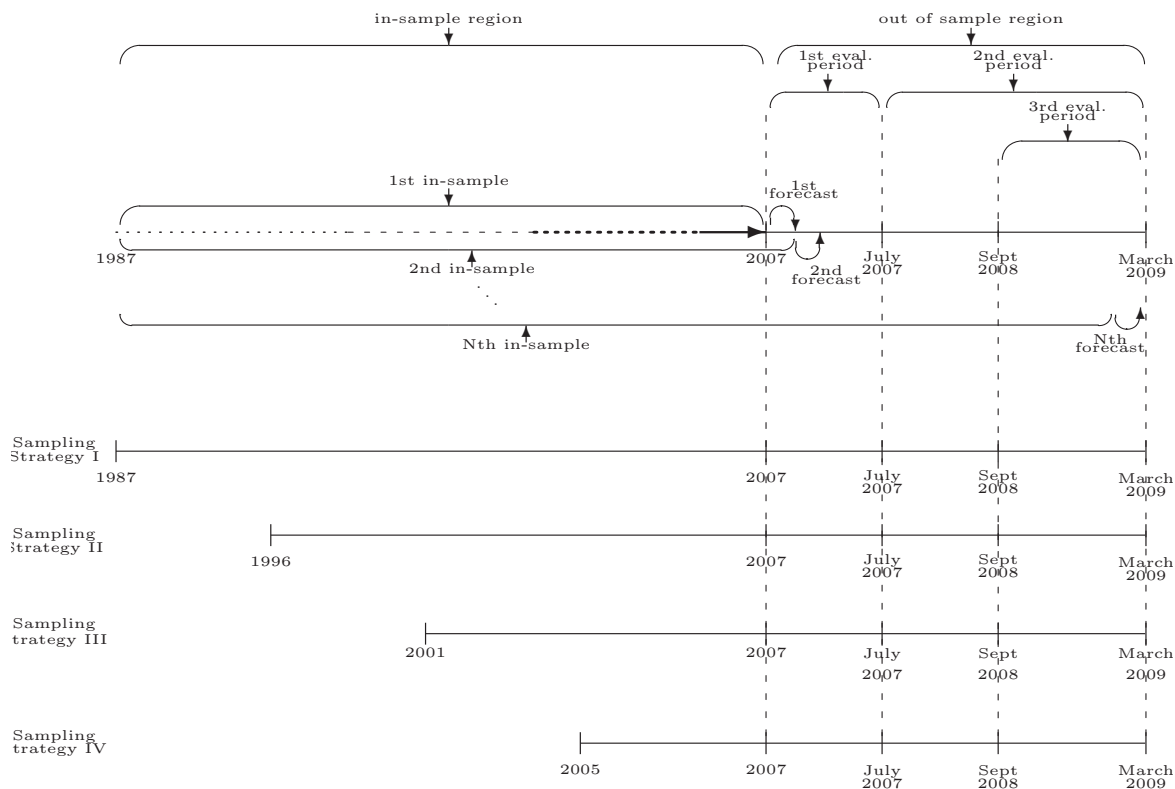 in-sample region
out of sample region
1st eval.
period
2nd eval.
period
3rd eval.
period
1st in-sample
1st
forecast
1987
2nd in-sample
2007
2nd
forecast
July
2007
Sept
2008
March
2009
Nth in-sample
Nth
forecast
Sampling
Strategy I
1987
2007
July
2007
Sept
2008
March
2009
Sampling
Strategy II
1996
2007
July
2007
Sept
2008
March
2009
Sampling
trategy III
2001
2007
July
2007
Sept
2008
March
2009
Sampling
trategy IV
2005
2007
July
2007
Sept
2008
March
2009